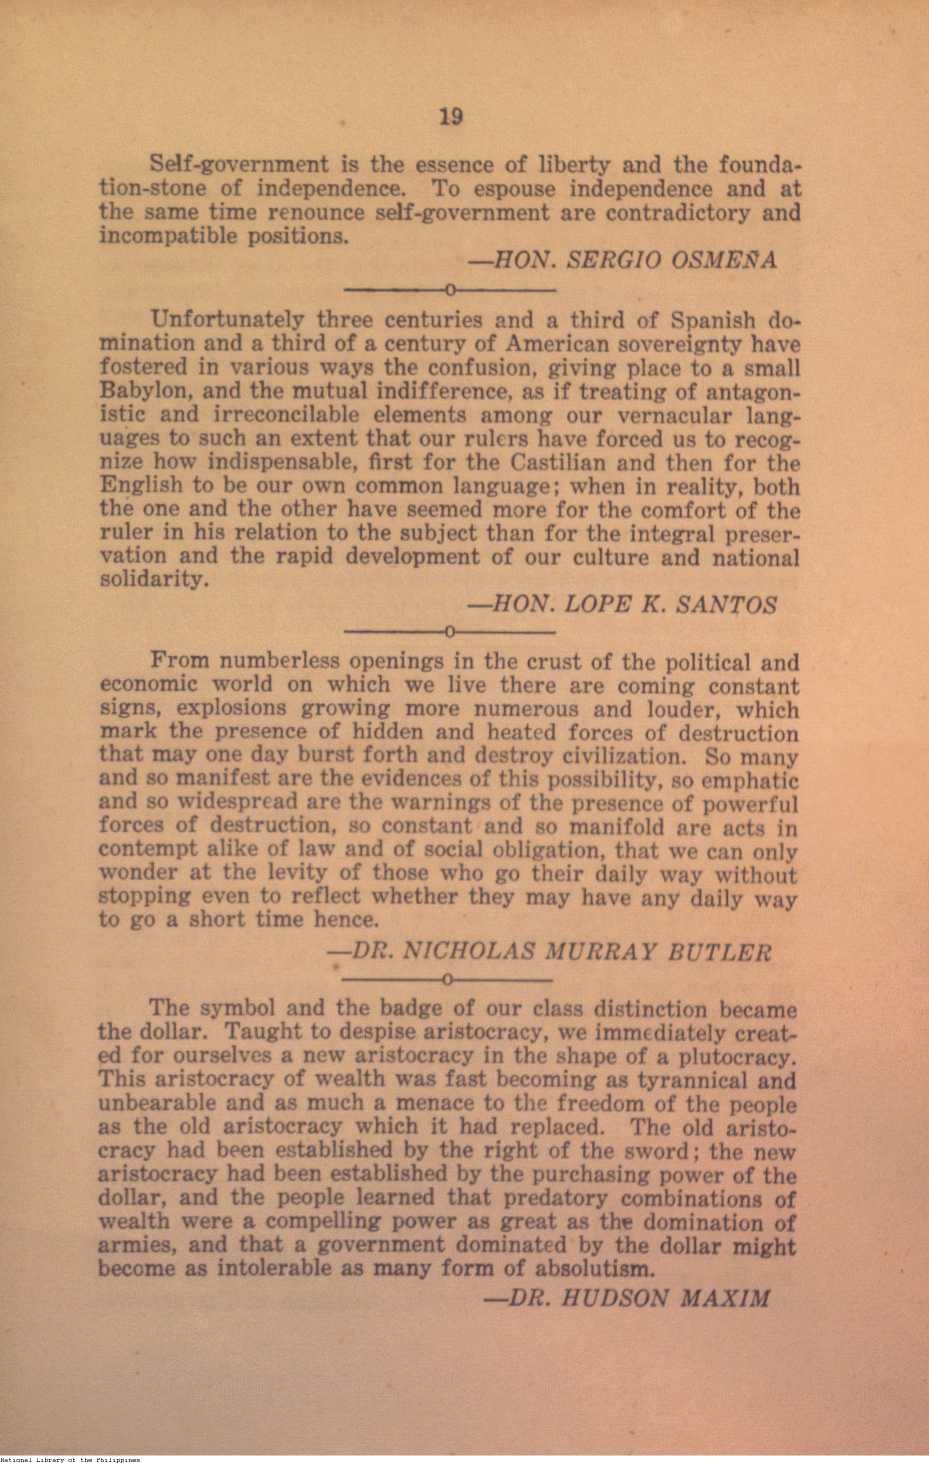 19
Self-government is the essence of liberty and the founda-
tion-stone of independence. To espouse independence and at
the same time renounce self-government are contradictory and
incompatible positions.
—HON. SERGIO OSMEÑA
o
Unfortunately three centuries and a third of Spanish do-
mination and a third of a century of American sovereignty have
fostered in various ways the confusion, giving place to a small
Babylon, and the mutual indifference, as if treating of antagon-
istic and irreconcilable elements among our vernacular lang-
uages to such an extent that our rulers have forced us to recog-
nize how indispensable, first for the Castilian and then for the
English to be our own common language; when in reality, both
the one and the other have seemed more for the comfort of the
ruler in his relation to the subject than for the integral preser-
vation and the rapid development of our culture and national
solidarity.
—HON. LOPE K. SANTOS
o
From numberless openings in the crust of the political and
economic world on which we live there are coming constant
signs, explosions growing more numerous and louder, which
mark the presence of hidden and heated forces of destruction
that may one day burst forth and destroy civilization. So many
and so manifest are the evidences of this possibility, so emphatic
and so widespread are the warnings of the presence of powerful
forces of destruction, so constant and so manifold are acts in
contempt alike of law and of social obligation, that we can only
wonder at the levity of those who go their daily way without
stopping even to reflect whether they may have any daily way
to go a short time hence.
—DR. NICHOLAS MURRAY BUTLER
o
The symbol and the badge of our class distinction became
the dollar. Taught to despise aristocracy, we immediately creat-
ed for ourselves a new aristocracy in the shape of a plutocracy.
This aristocracy of wealth was fast becoming as tyrannical and
unbearable and as much a menace to the freedom of the people
as the old aristocracy which it had replaced. The old aristo-
cracy had been established by the right of the sword; the new
aristocracy had been established by the purchasing power of the
dollar, and the people learned that predatory combinations of
wealth were a compelling power as great as the domination of
armies, and that a government dominated by the dollar might
become as intolerable as many form of absolutism.
—DR. HUDSON MAXIM
National Library of the Philippines